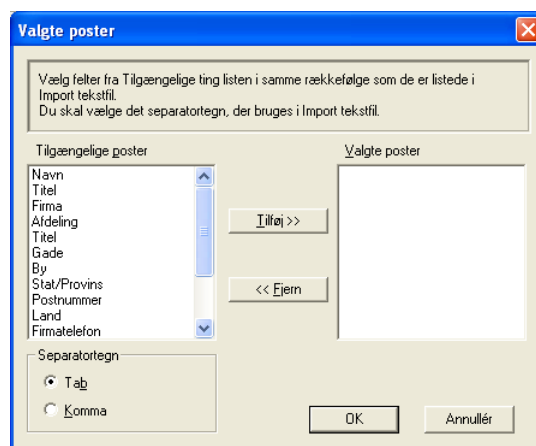 Valgte poster
Vælg felter fra Tilgængelige ting listen i samme rækkefølge som de er listede i
Import tekstfil.
Du skal vælge det separatortegn, der bruges i Import tekstfil.
Tilgængelige poster
Valgte poster
Navn
Titel
Firma
Afdeling
Titel
Gade
By
Stat/Provins
Postnummer
Land
Firmatelefon
Tilføj >>
<< Fjern
Separatortegn
Tab
Komma
OK
Annullér